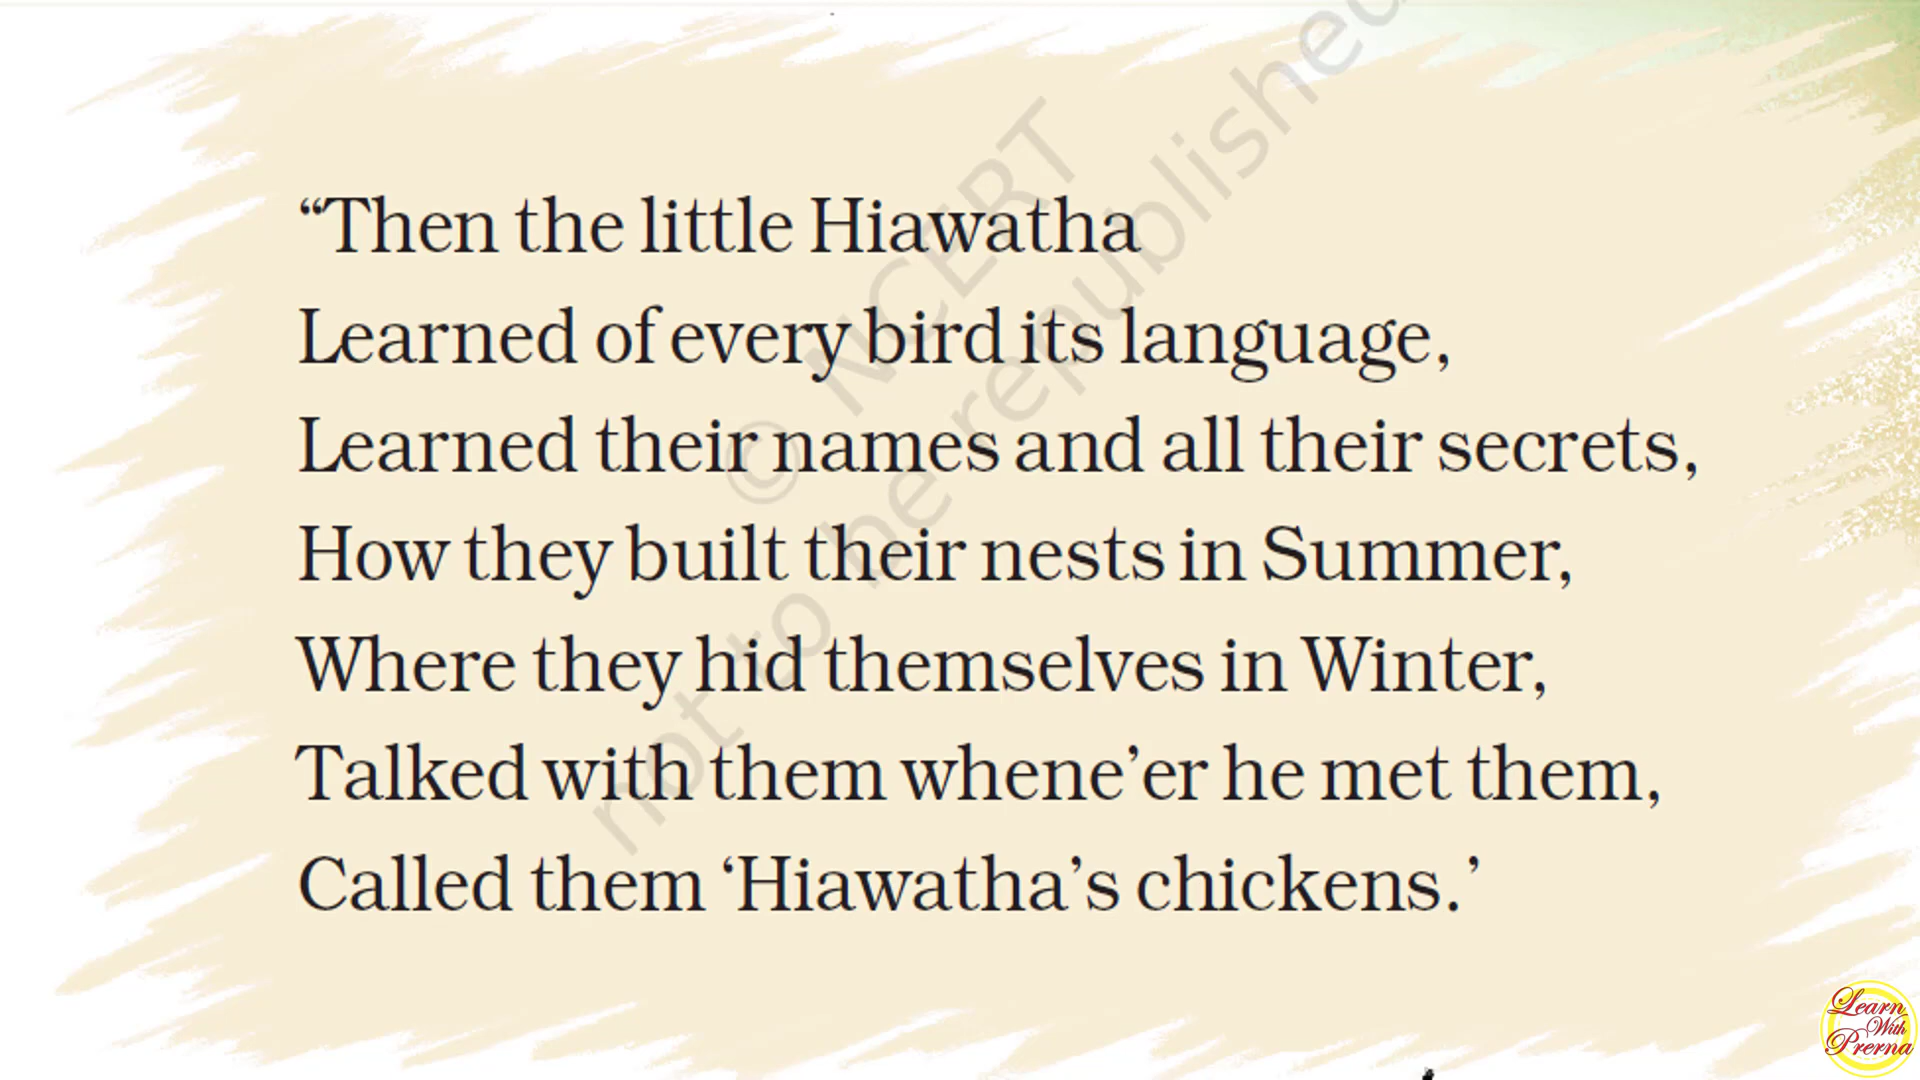 “Then the little Hiawatha
Learned of every bird its language,
Learned their names and all their secrets,
How they built their nests in Summer,
Where they hid themselves in Winter,
Talked with them whene’er he met them,
Called them ‘Hiawatha’s chickens.’
© NCERT
not to be republished
Learn
With
Prerna